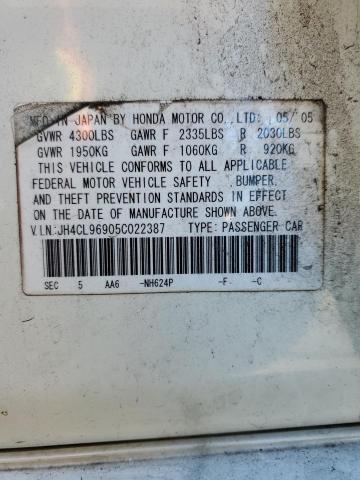 MFD IN JAPAN BY HONDA MOTOR CO.,LTD. 05/05
GVWR 4300LBS GAWR F 2335LBS R 2030LBS
GVWR 1950KG GAWR F 1060KG R 920KG
THIS VEHICLE CONFORMS TO ALL APPLICABLE
FEDERAL MOTOR VEHICLE SAFETY ,BUMPER,
AND THEFT PREVENTION STANDARDS IN EFFECT
ON THE DATE OF MANUFACTURE SHOWN ABOVE.
V.I.N:JH4CL96905C022387 TYPE: PASSENGER CAR
SEC 5 AA6 -NH624P -F -C